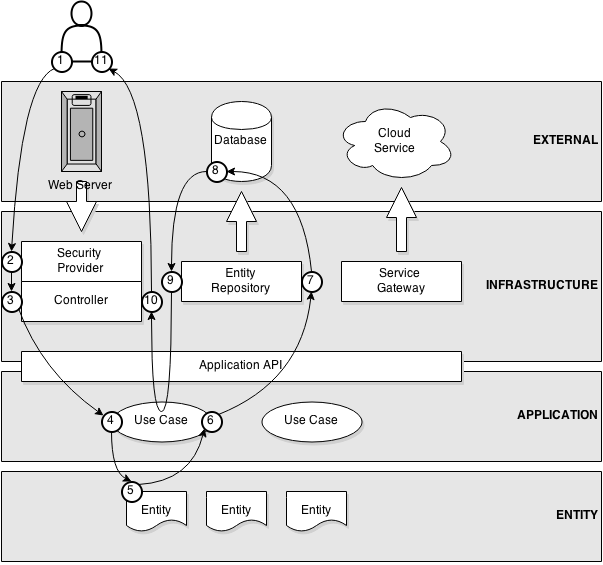 1
11
Database
Cloud
Service
EXTERNAL
8
Web Server
2
Security
Provider
9
Entity
Repository
7
Service
Gateway
INFRASTRUCTURE
3
Controller
10
Application API
4
Use Case
6
Use Case
APPLICATION
5
Entity
Entity
Entity
ENTITY